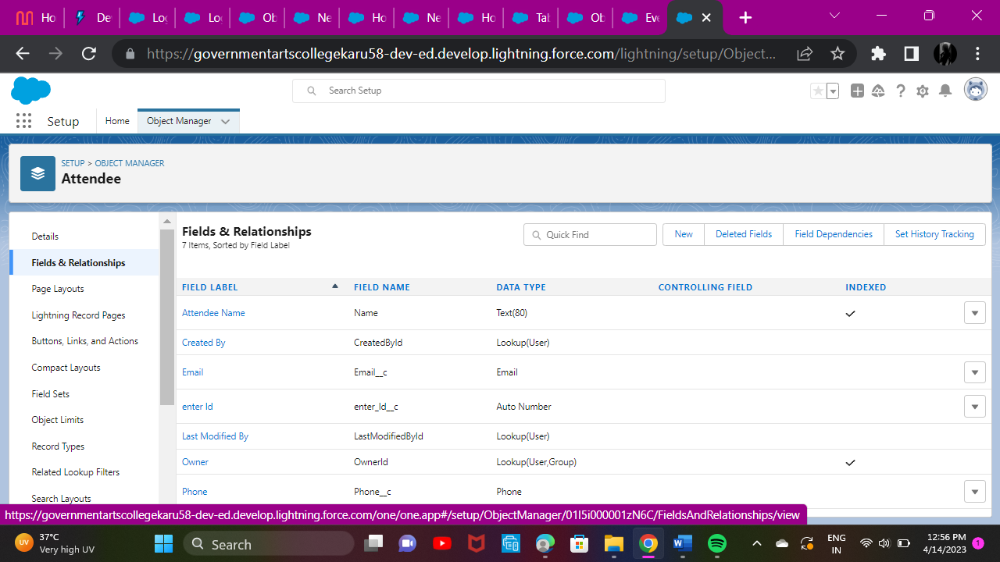 Ho
De
Log
Log
Ob
Ne
Ho
Ne
Ho
Tal
Ob
Eve
https://governmentartscollegekaru58-dev-ed.develop.lightning.force.com/lightning/setup/Object...
Search Setup
Setup
Home
Object Manager
SETUP > OBJECT MANAGER
Attendee
Details
Fields & Relationships
Page Layouts
Lightning Record Pages
Buttons, Links, and Actions
Compact Layouts
Field Sets
Object Limits
Record Types
Related Lookup Filters
Search Layouts
Fields & Relationships
7 Items, Sorted by Field Label
Quick Find
New
Deleted Fields
Field Dependencies
Set History Tracking
FIELD LABEL FIELD NAME DATA TYPE CONTROLLING FIELD INDEXED
Attendee Name Name Text(80)
Created By CreatedById Lookup(User)
Email Email__c Email
enter Id enter_Id__c Auto Number
Last Modified By LastModifiedById Lookup(User)
Owner OwnerId Lookup(User,Group)
Phone Phone__c Phone
https://governmentartscollegekaru58-dev-ed.develop.lightning.force.com/one/one.app#/setup/ObjectManager/01I5i000001zN6C/FieldsAndRelationships/view
UV
37°C
Very high UV
Search
ENG
IN
12:56 PM
4/14/2023
1